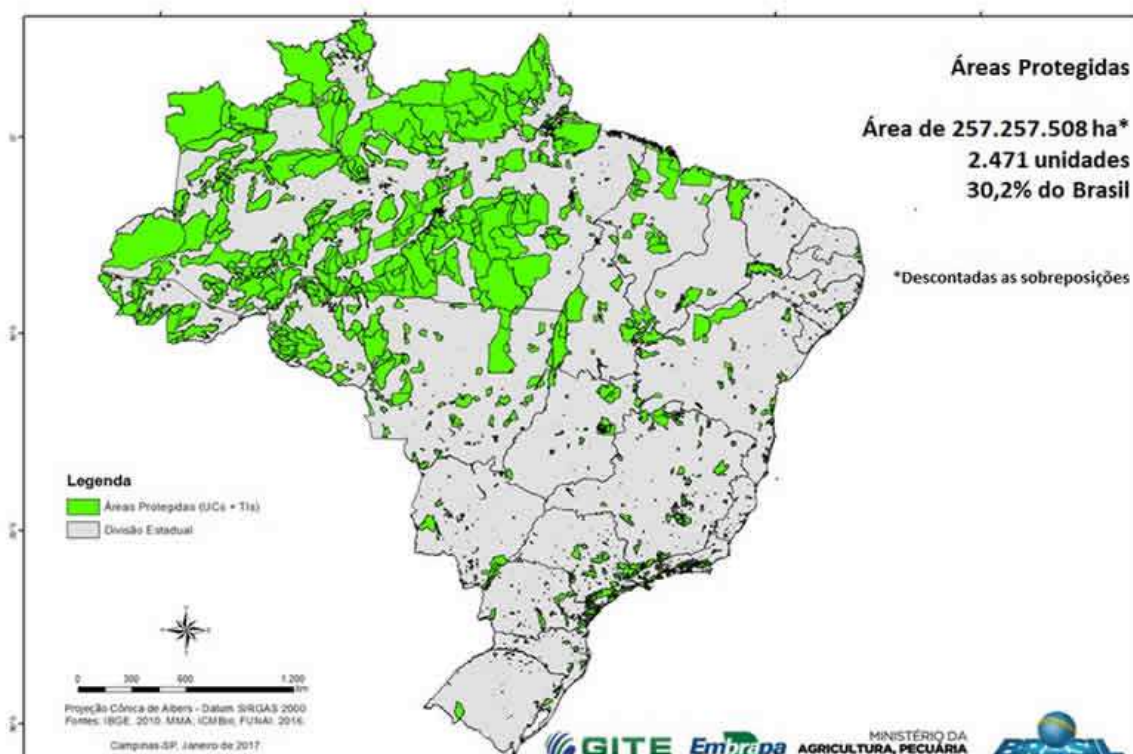 Áreas Protegidas
Área de 257.257.508 ha*
2.471 unidades
30,2% do Brasil
*Descontadas as sobreposições
Legenda
Áreas Protegidas (UCs + TIs)
Divisão Estadual
0 300 600 1.200
km
Projeção Cônica de Albers - Datum SIRGAS 2000
Fontes: IBGE, 2010. MMA; ICMBio; FUNAI, 2016.
Campinas-SP, Janeiro de 2017
GITE
Embrapa
MINISTÉRIO DA
AGRICULTURA, PECUÁRIA